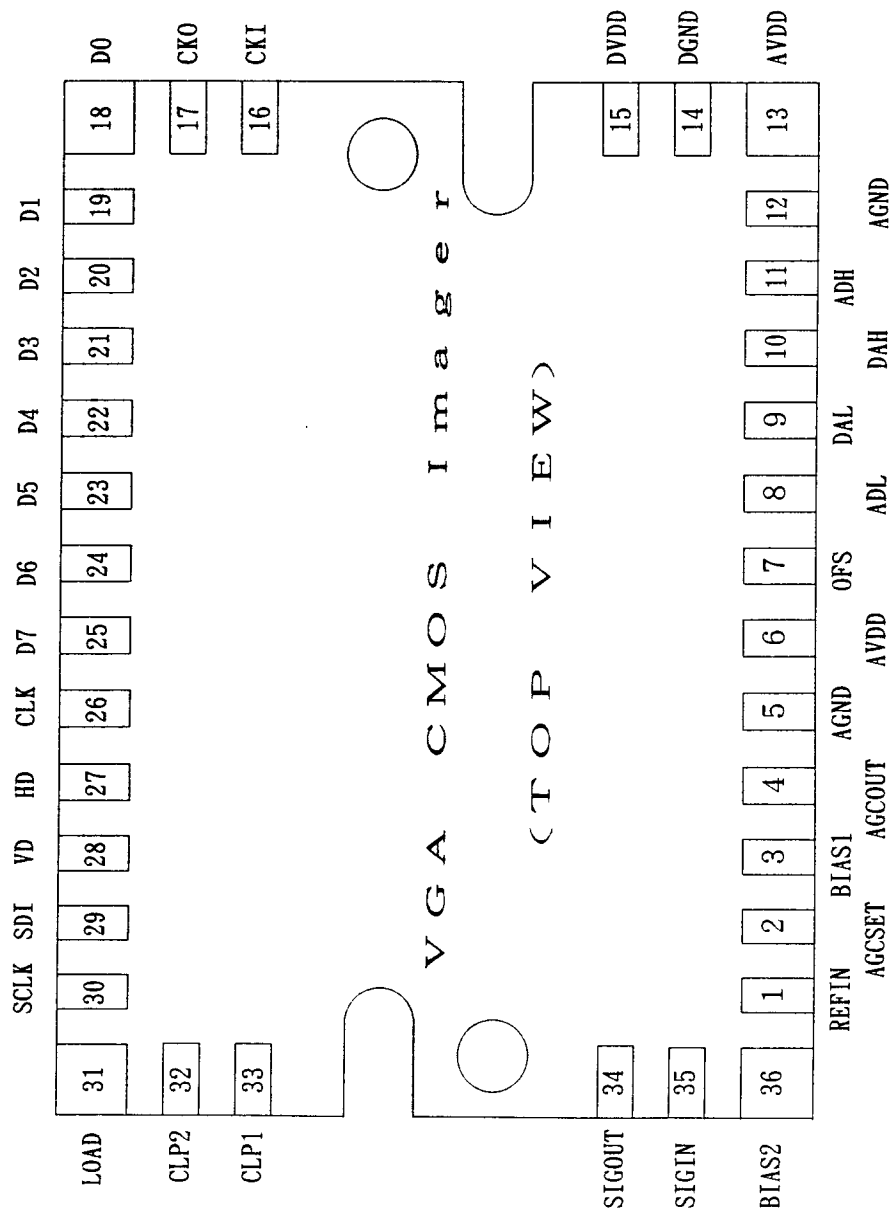 D0
CKO
CKI
DVDD
DGND
AVDD
18
17
16
15
14
13
D1
19
D2
20
D3
21
D4
22
D5
23
D6
24
D7
25
CLK
26
HD
27
VD
28
SDI
29
SCLK
30
VGA CMOS Imager
(TOP VIEW)
12
AGND
11
ADH
10
DAH
9
DAL
8
ADL
7
OFS
6
AVDD
5
AGND
4
AGCOUT
3
BIAS1
2
AGCSET
1
REFIN
31
32
33
34
35
36
LOAD
CLP2
CLP1
SIGOUT
SIGIN
BIAS2